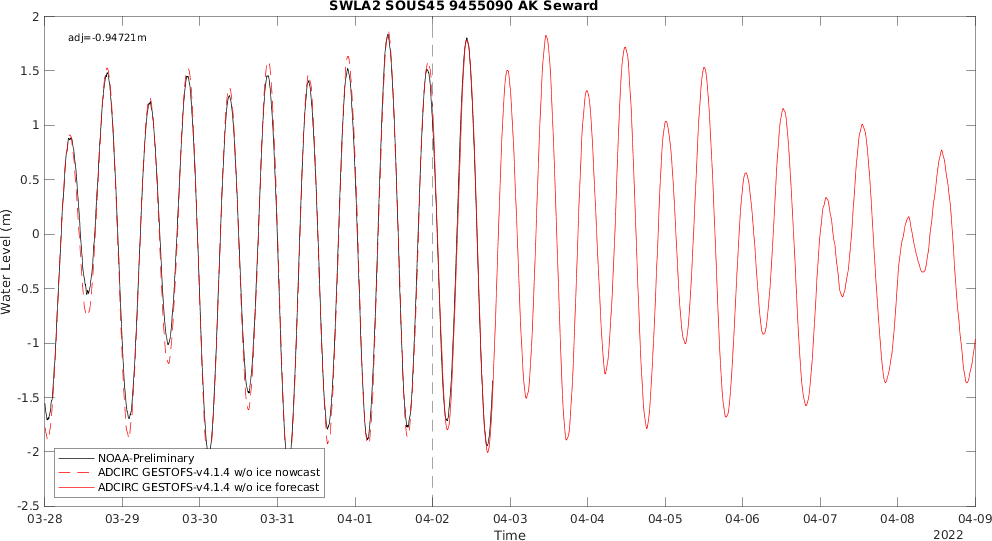 SWLA2 SOUS45 9455090 AK Seward
adj=-0.94721m
2
1.5
1
0.5
0
-0.5
-1
-1.5
-2
-2.5
Water Level (m)
NOAA-Preliminary
ADCIRC GESTOFS-v4.1.4 w/o ice nowcast
ADCIRC GESTOFS-v4.1.4 w/o ice forecast
03-28 03-29 03-30 03-31 04-01 04-02 04-03 04-04 04-05 04-06 04-07 04-08 04-09
Time
2022